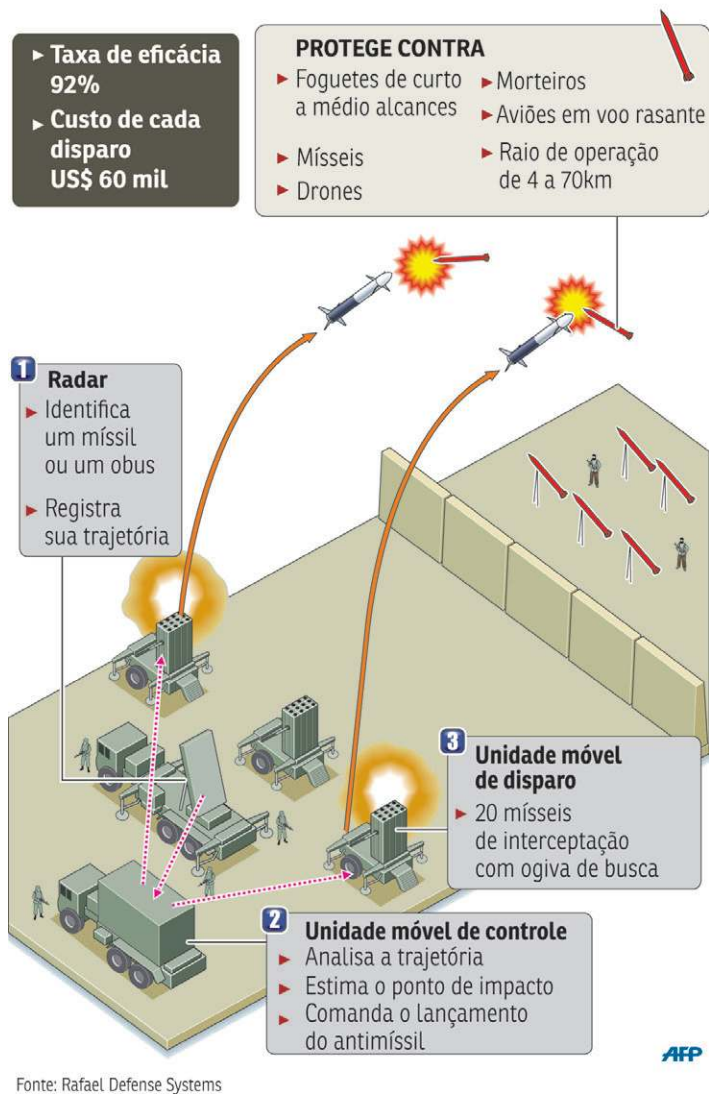 ▸ Taxa de eficácia
92%
▸ Custo de cada
disparo
US$ 60 mil
PROTEGE CONTRA
▸ Foguetes de curto
a médio alcances
▸ Mísseis
▸ Drones
▸ Morteiros
▸ Aviões em voo rasante
▸ Raio de operação
de 4 a 70km
1 Radar
▸ Identifica
um míssil
ou um obus
▸ Registra
sua trajetória
3 Unidade móvel
de disparo
▸ 20 mísseis
de interceptação
com ogiva de busca
2 Unidade móvel de controle
▸ Analisa a trajetória
▸ Estima o ponto de impacto
▸ Comanda o lançamento
do antimíssil
AFP
Fonte: Rafael Defense Systems